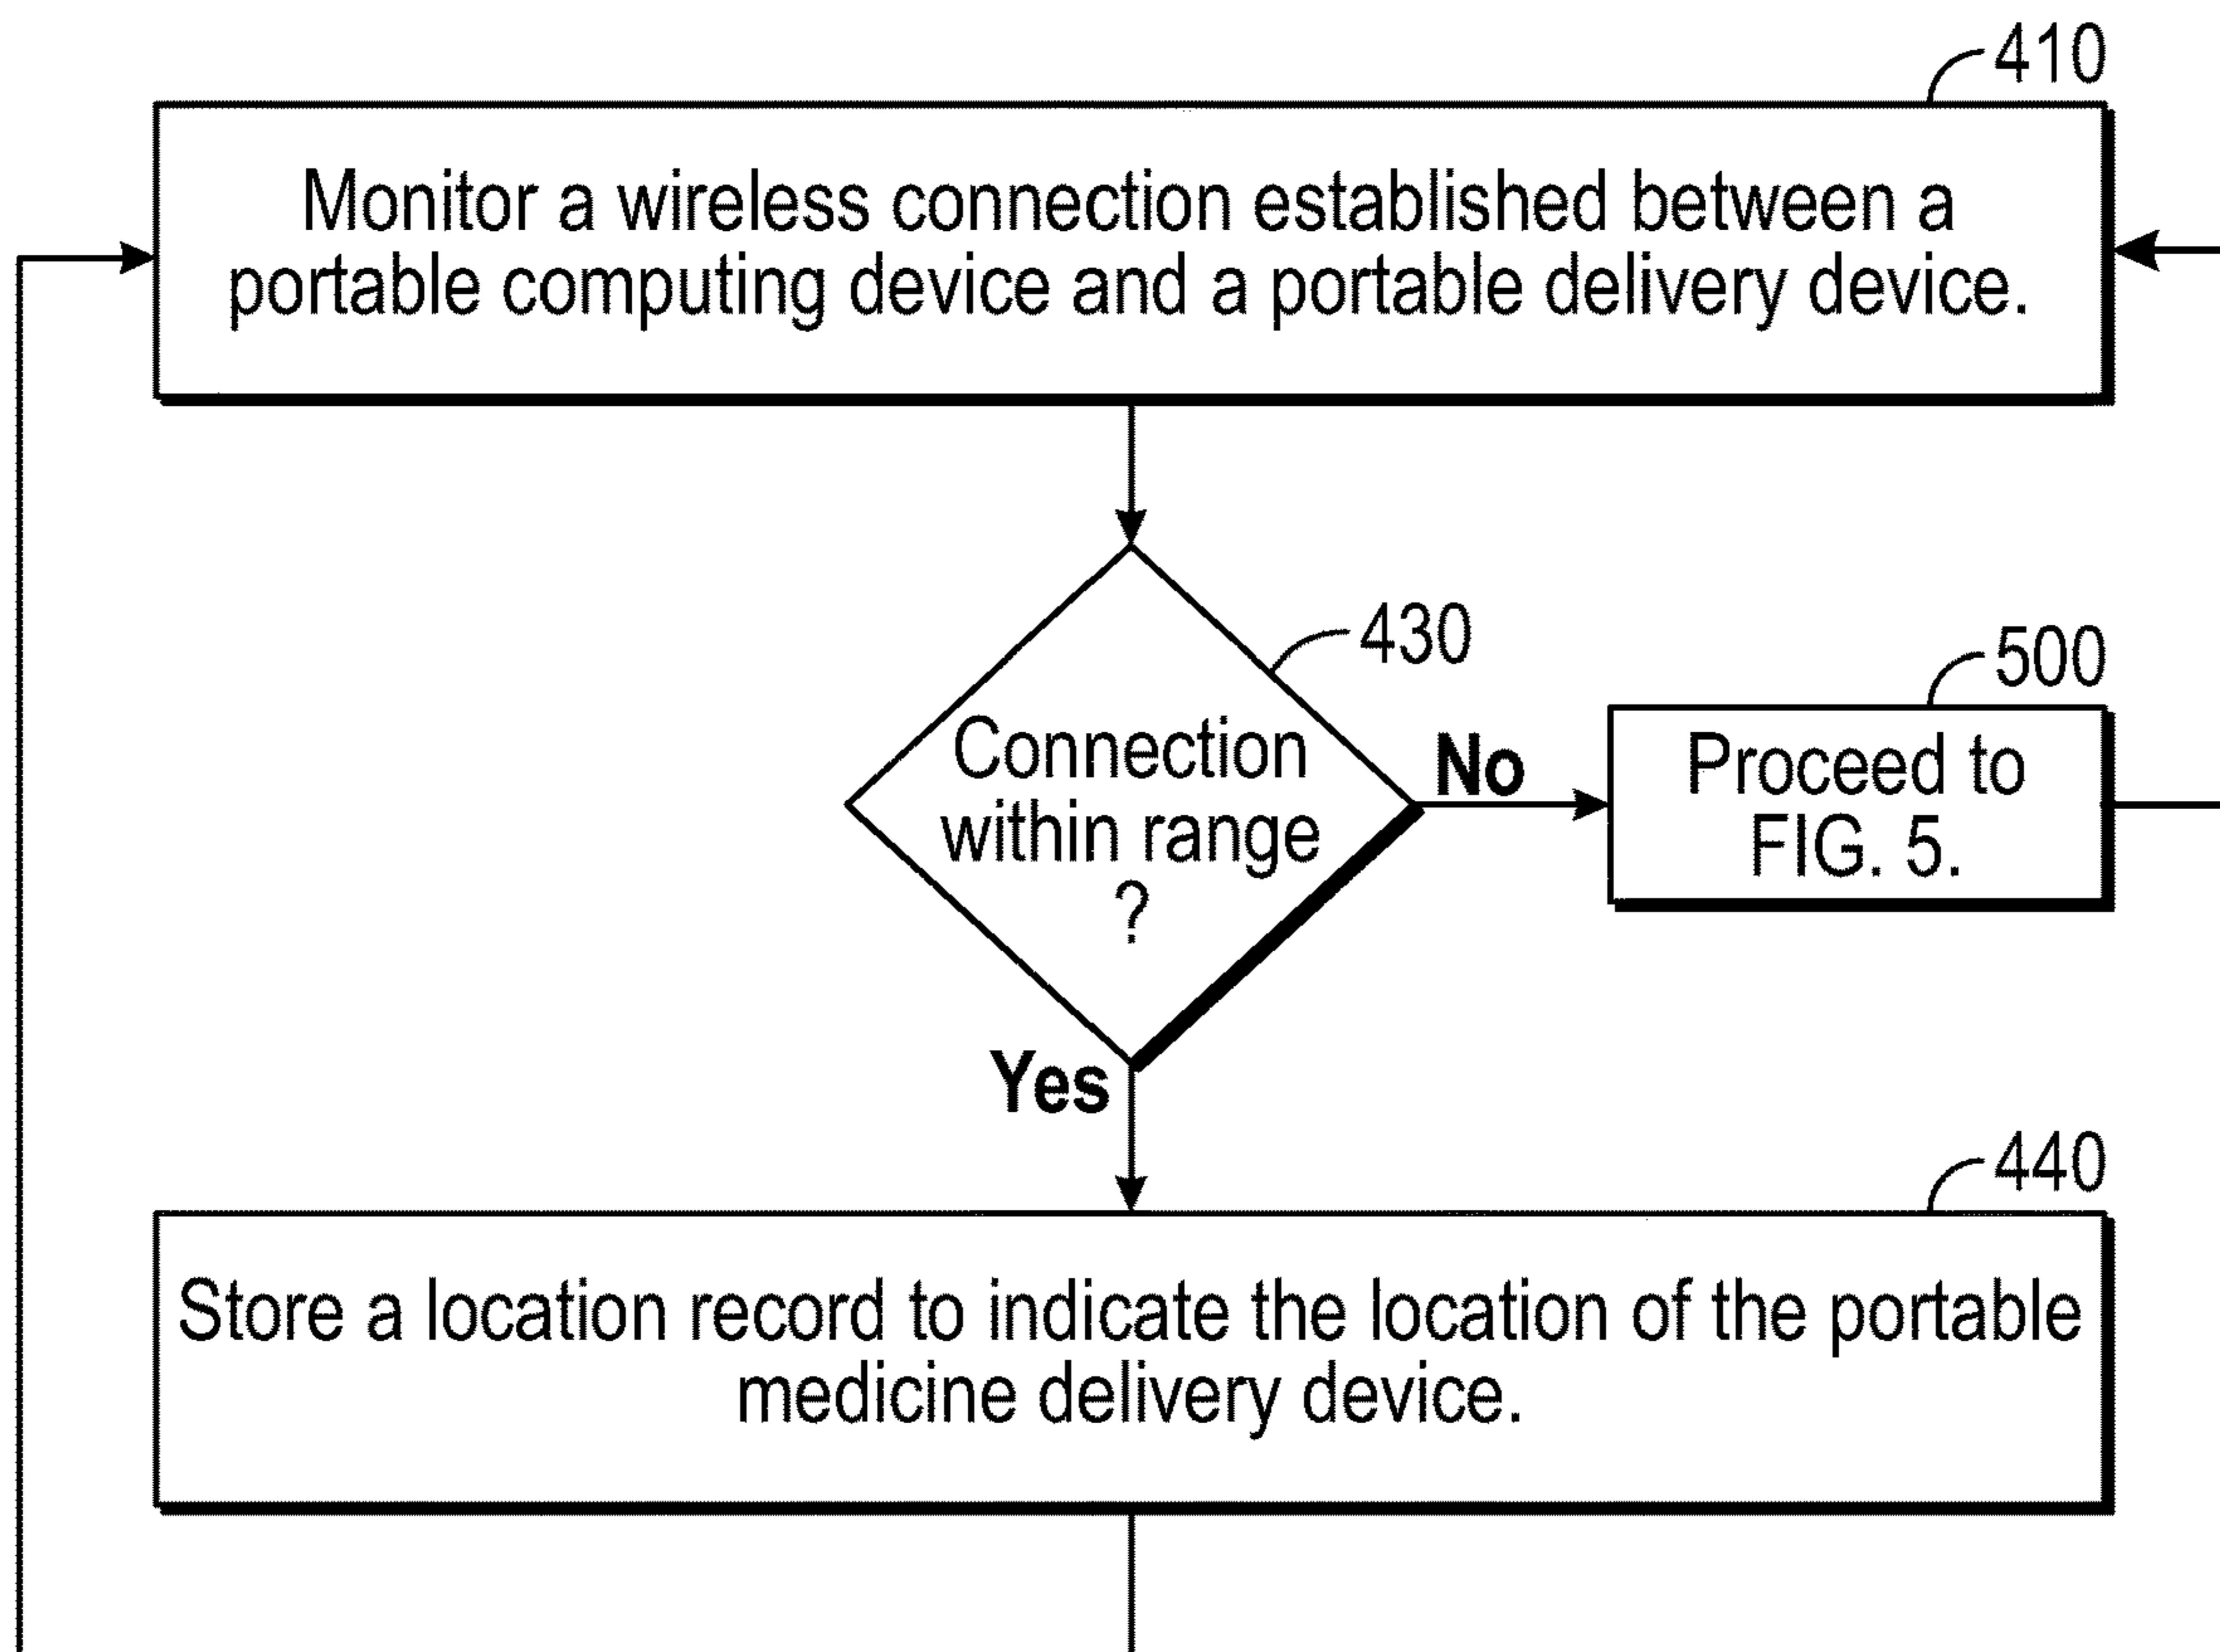 410
Monitor a wireless connection established between a
portable computing device and a portable delivery device.
430
Connection
within range
?
No
500
Proceed to
FIG. 5.
Yes
440
Store a location record to indicate the location of the portable
medicine delivery device.